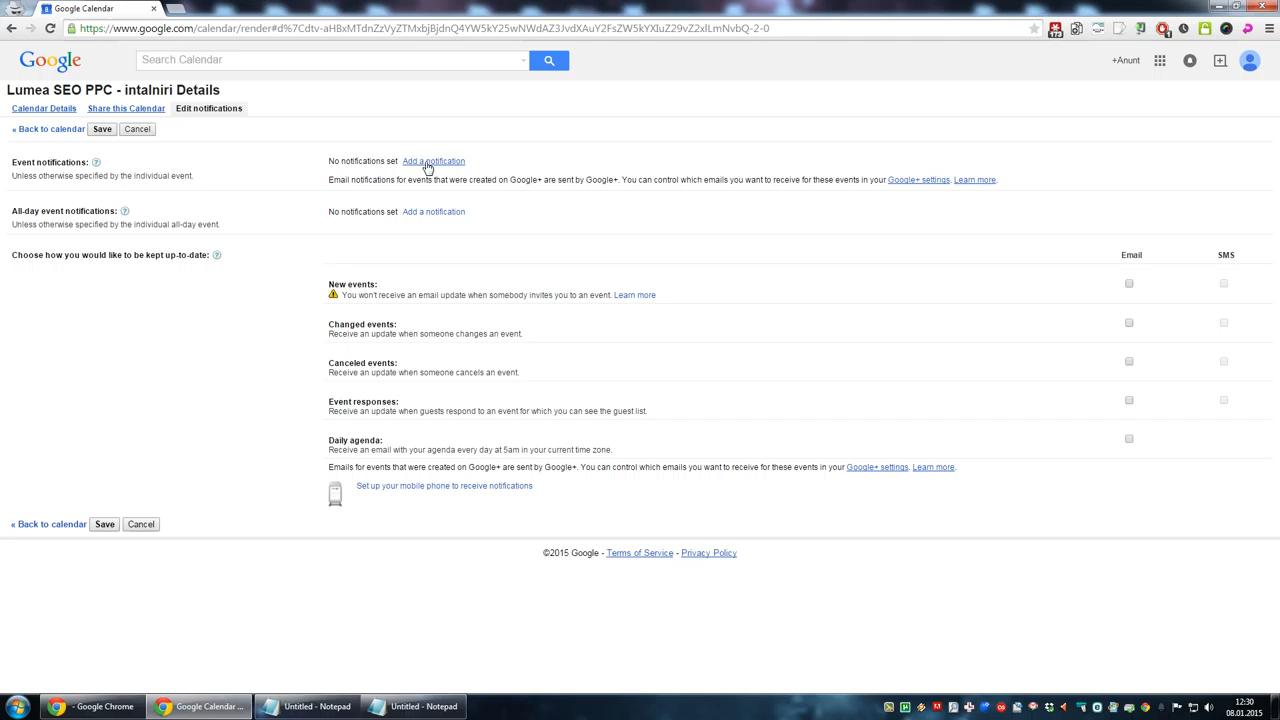 Google Calendar
https://www.google.com/calendar/render#d%7Cdtv-aHBxMTdnZzVyZTMxbjBjdnQ4YW5kY25wNWdAZ3JvdXAuY2FsZW5kYXIuZ29vZ2xlLmNvbQ-2-0
Google
Search Calendar
+Anunt
Lumea SEO PPC - intalniri Details
Calendar Details Share this Calendar Edit notifications
« Back to calendar Save Cancel
Event notifications: ?
Unless otherwise specified by the individual event.
No notifications set Add a notification
Email notifications for events that were created on Google+ are sent by Google+. You can control which emails you want to receive for these events in your Google+ settings. Learn more.
All-day event notifications: ?
Unless otherwise specified by the individual all-day event.
No notifications set Add a notification
Choose how you would like to be kept up-to-date: ?
Email SMS
New events:
You won't receive an email update when somebody invites you to an event. Learn more
Changed events:
Receive an update when someone changes an event.
Canceled events:
Receive an update when someone cancels an event.
Event responses:
Receive an update when guests respond to an event for which you can see the guest list.
Daily agenda:
Receive an email with your agenda every day at 5am in your current time zone.
Emails for events that were created on Google+ are sent by Google+. You can control which emails you want to receive for these events in your Google+ settings. Learn more.
Set up your mobile phone to receive notifications
« Back to calendar Save Cancel
©2015 Google - Terms of Service - Privacy Policy
- Google Chrome
Google Calendar ...
Untitled - Notepad
Untitled - Notepad
12:30
08.01.2015